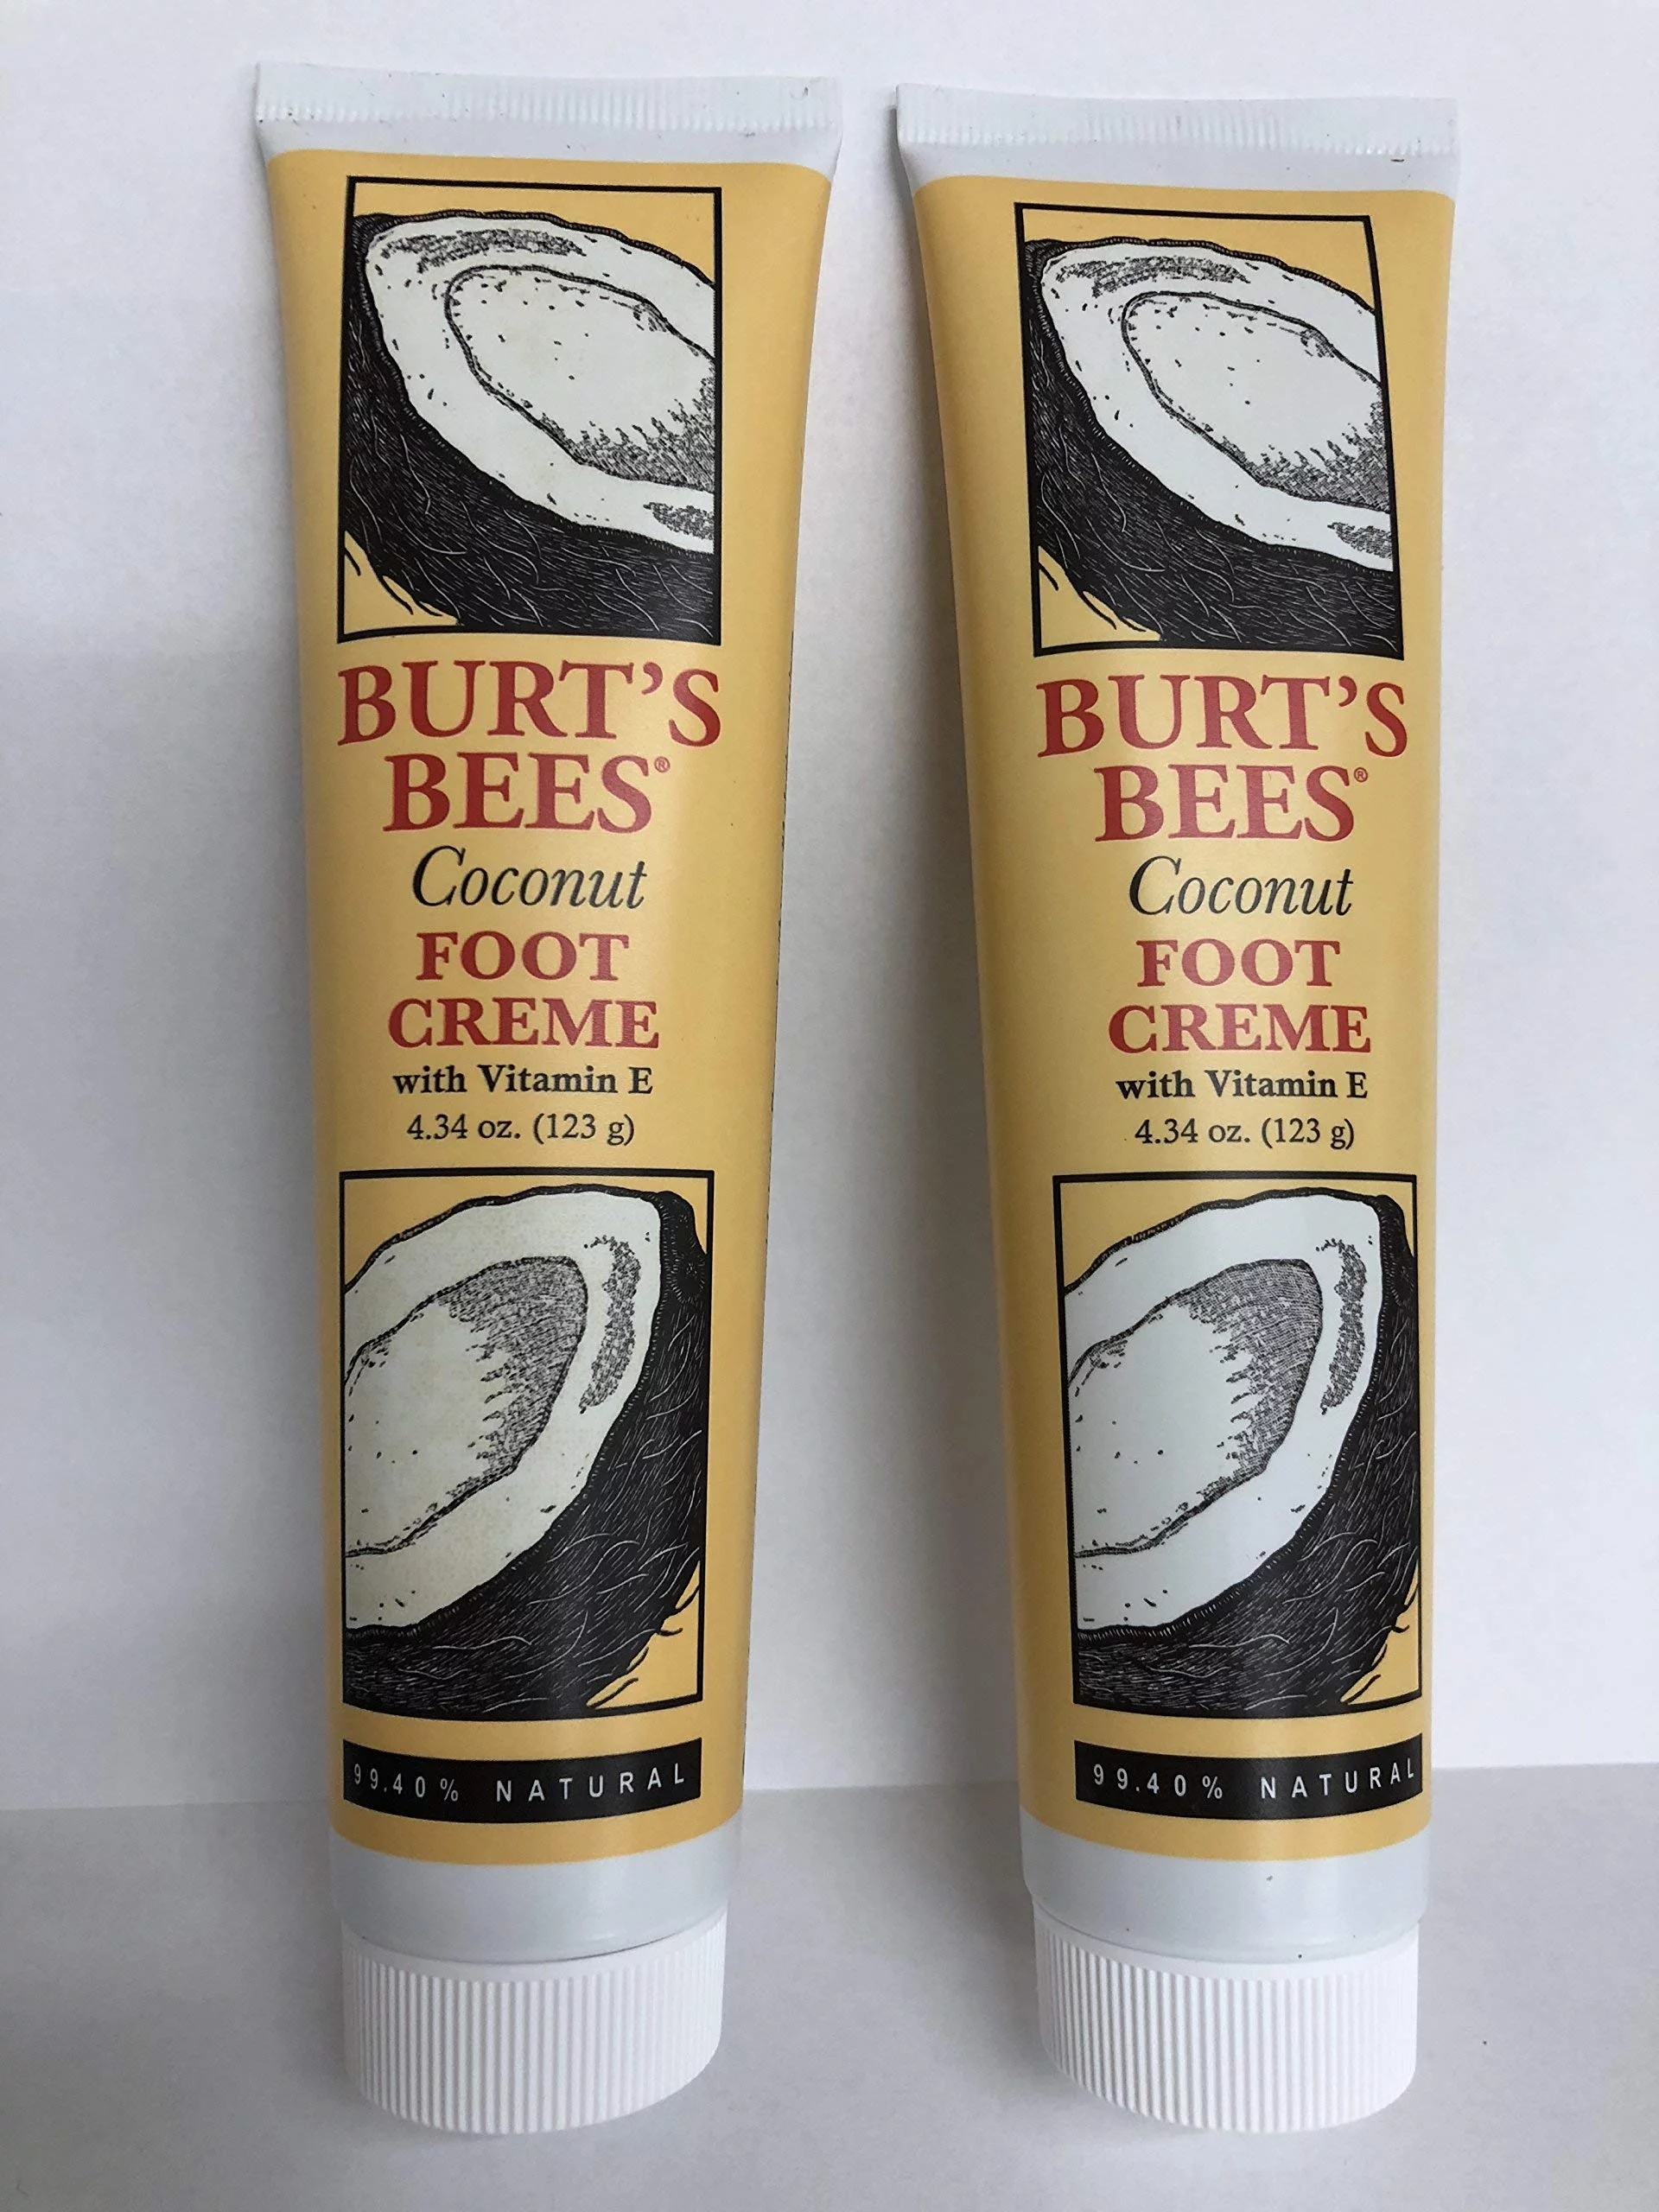 BURT'S
BEES®
Coconut
FOOT
CREME
with Vitamin E
4.34 oz. (123 g)
99.40% NATURAL
BURT'S
BEES®
Coconut
FOOT
CREME
with Vitamin E
4.34 oz. (123 g)
99.40% NATURAL